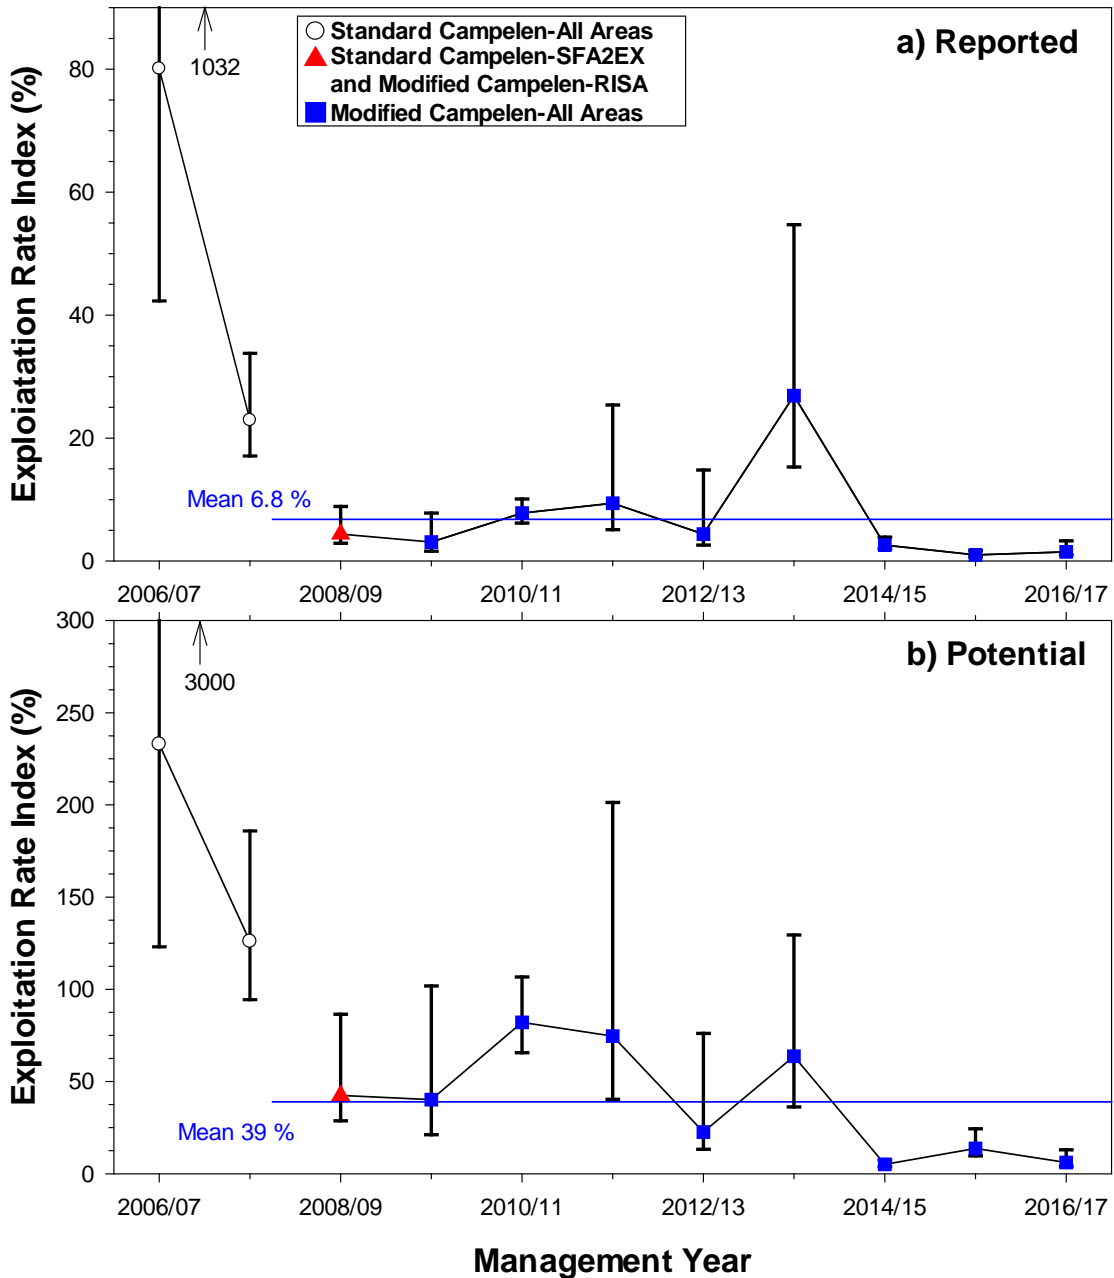 1032
Standard Campelen-All Areas
Standard Campelen-SFA2EX
and Modified Campelen-RISA
Modified Campelen-All Areas
a) Reported
Exploiatation Rate Index (%)
80
60
40
20
0
Mean 6.8 %
2006/07 2008/09 2010/11 2012/13 2014/15 2016/17
3000
b) Potential
Exploitation Rate Index (%)
300
250
200
150
100
50
0
Mean 39 %
2006/07 2008/09 2010/11 2012/13 2014/15 2016/17
Management Year